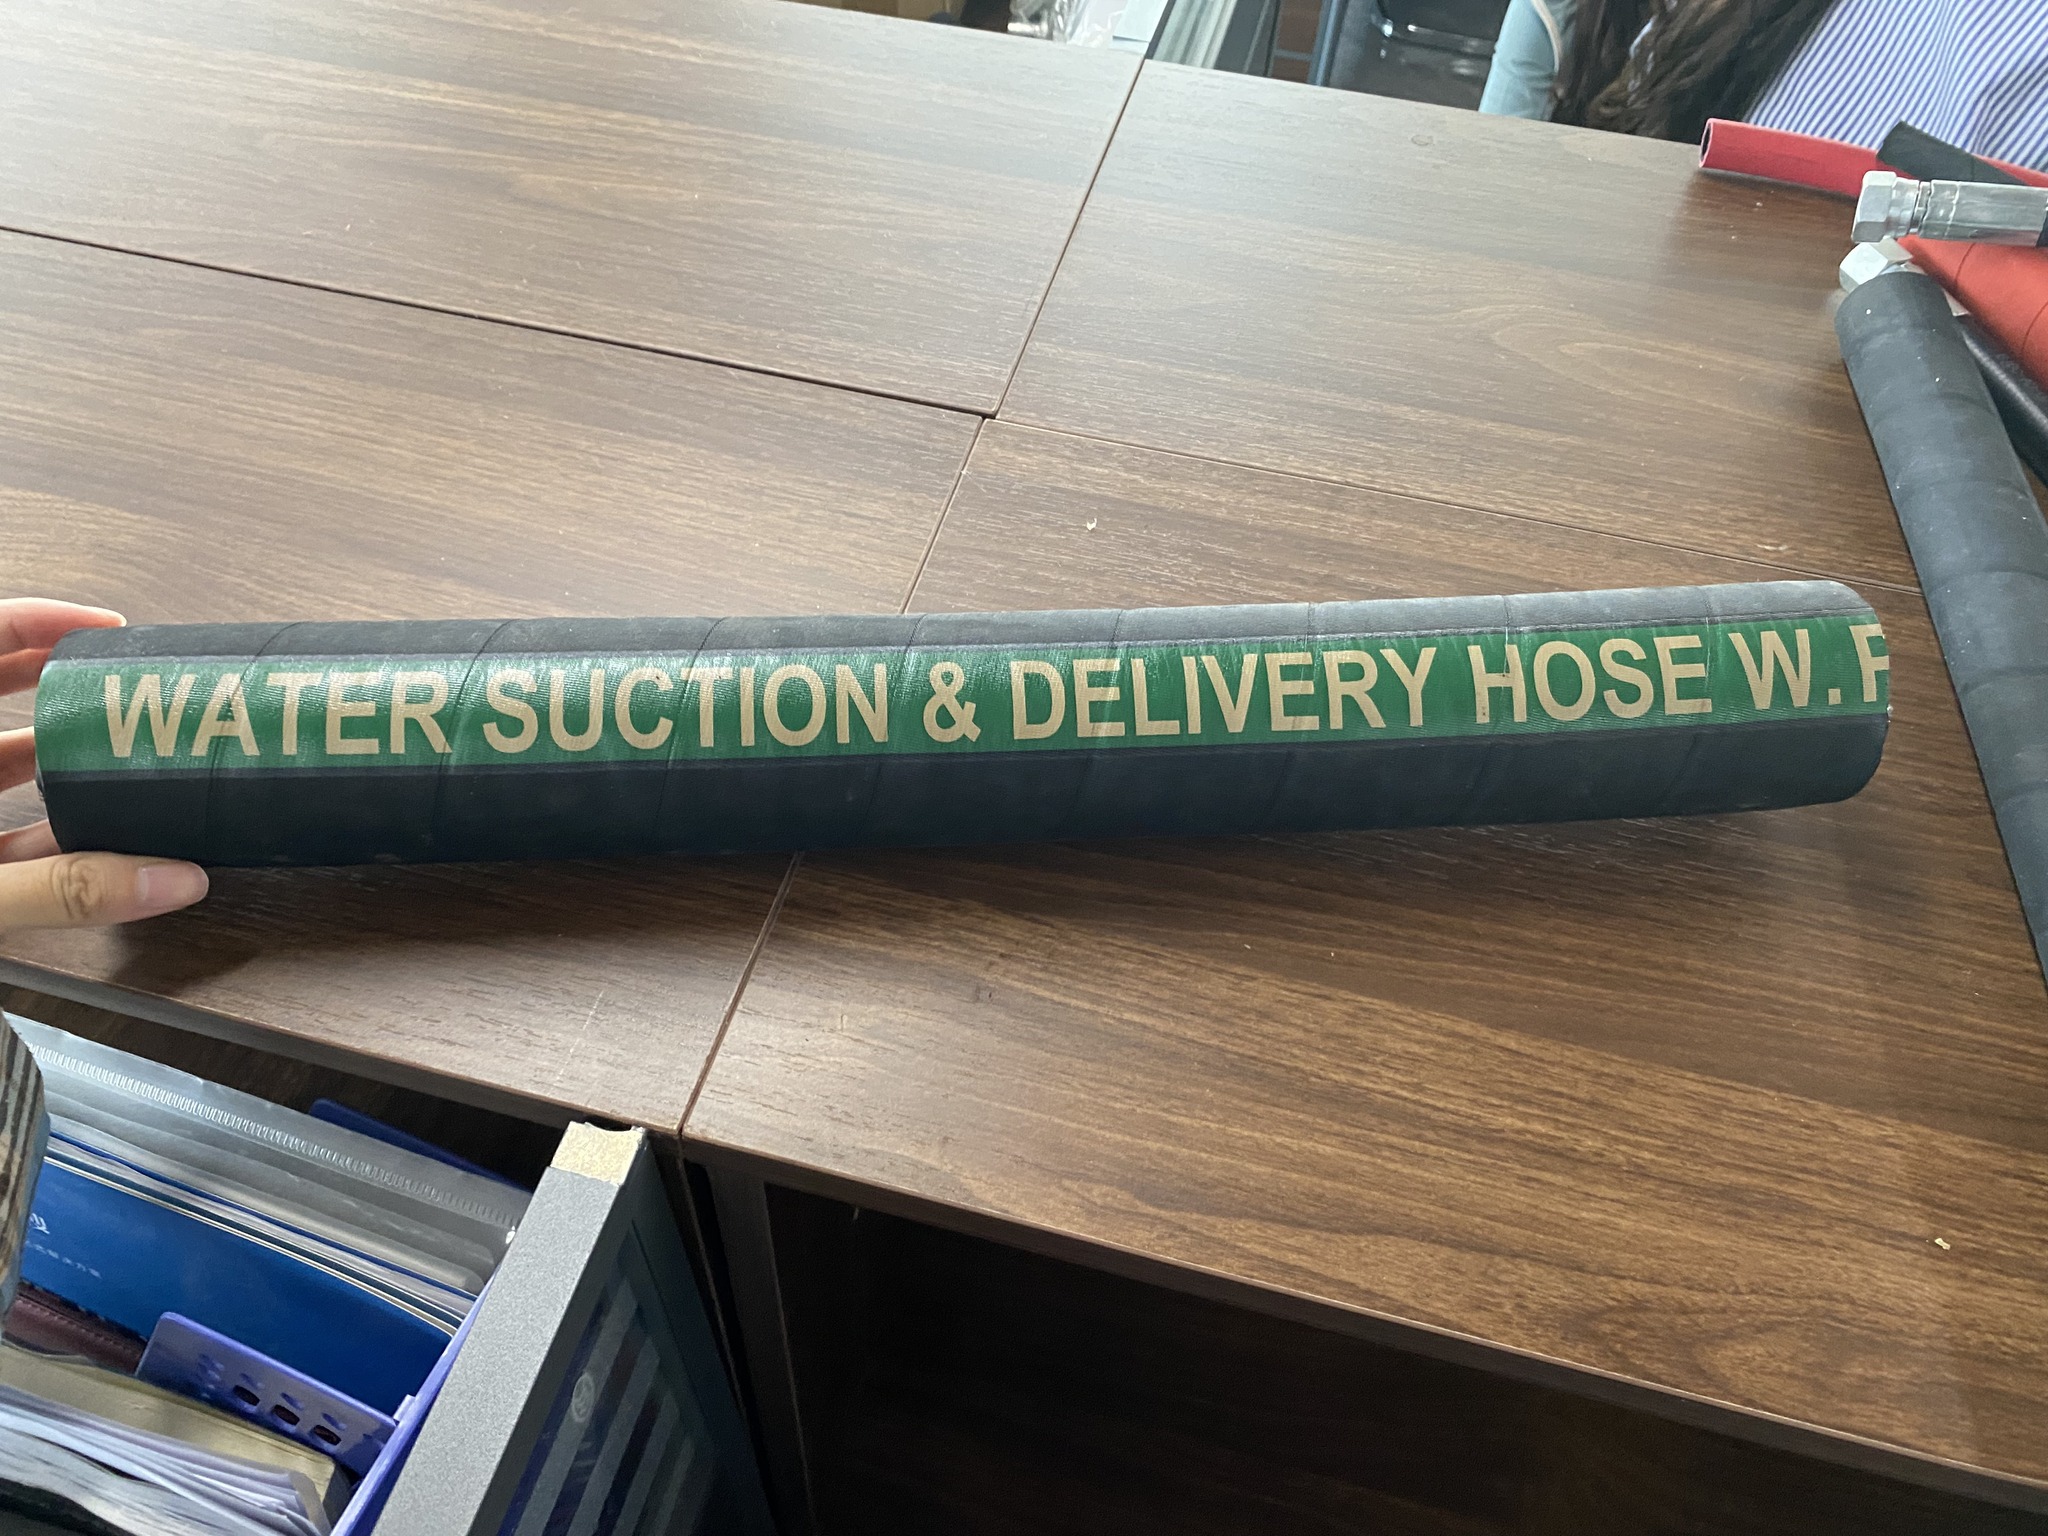 WATER SUCTION & DELIVERY HOSE W. P